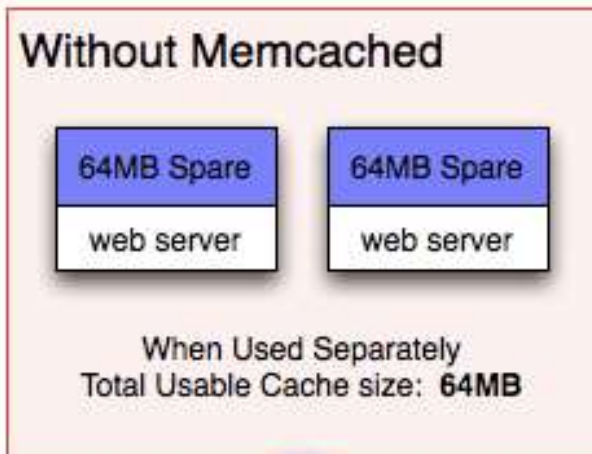 Without Memcached
64MB Spare 64MB Spare
web server web server
When Used Separately
Total Usable Cache size: 64MB